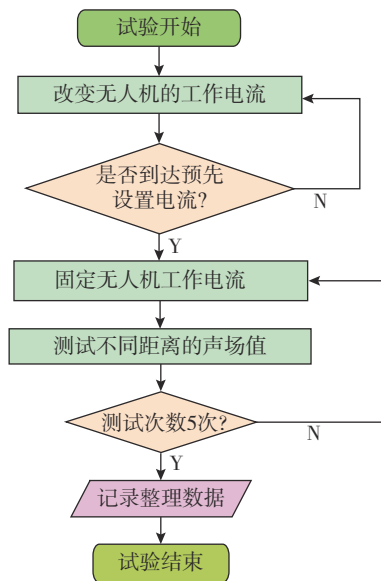 试验开始
改变无人机的工作电流
是否到达预先
设置电流?
N
Y
固定无人机工作电流
测试不同距离的声场值
测试次数5次?
N
Y
记录整理数据
试验结束